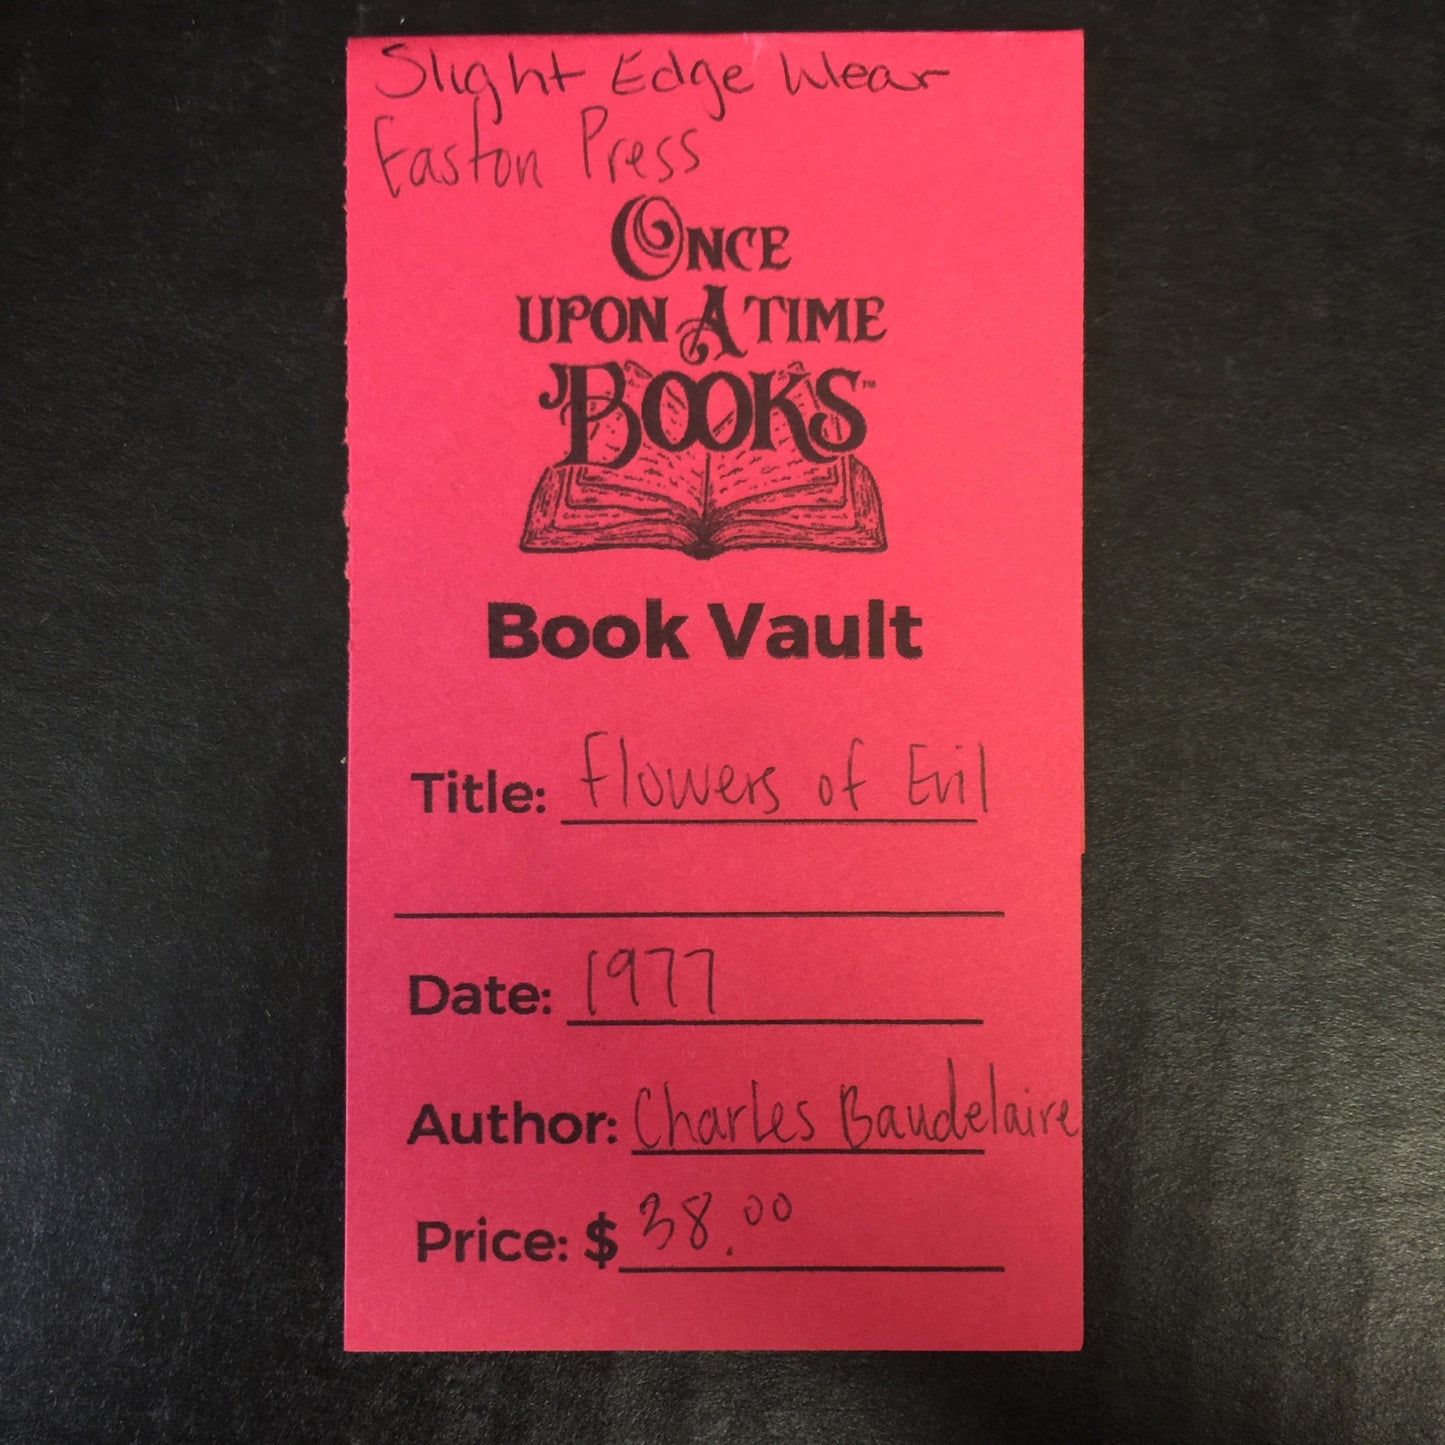 Slight Edge Wear
Easton Press
ONCE
UPON A TIME
BOOKS™
Book Vault
Title: Flowers of Evil
Date: 1977
Author: Charles Baudelaire
Price: $ 38.00